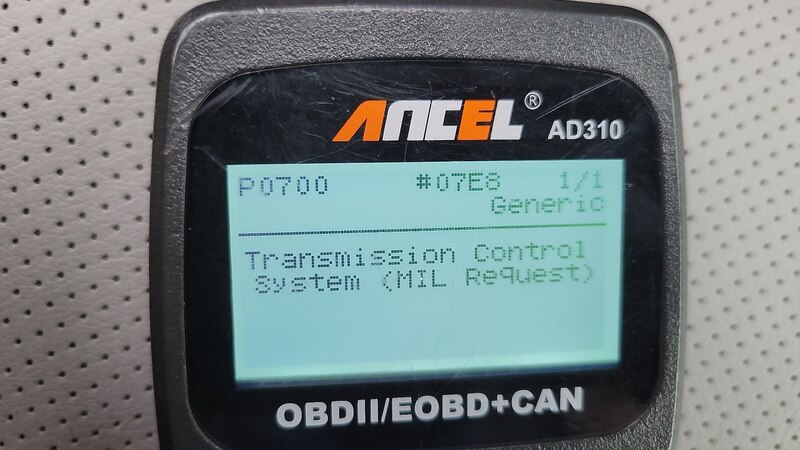 ANCEL®
AD310
P0700 #07E8 1/1
Generic
Transmission Control
System (MIL Request)
OBDII/EOBD+CAN